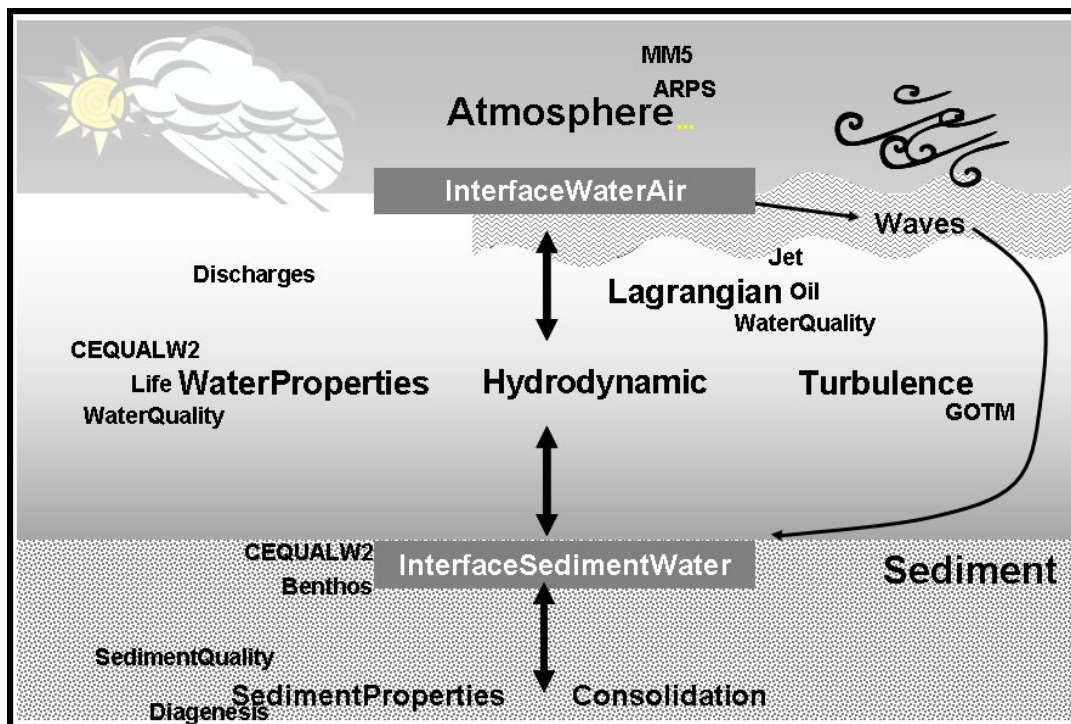 MM5
ARPS
Atmosphere...
InterfaceWaterAir
Waves
Discharges
Jet
Lagrangian Oil
WaterQuality
CEQUALW2
Life WaterProperties
WaterQuality
Hydrodynamic
Turbulence
GOTM
CEQUALW2
InterfaceSedimentWater
Benthos
Sediment
SedimentQuality
SedimentProperties
Diagenesis
Consolidation